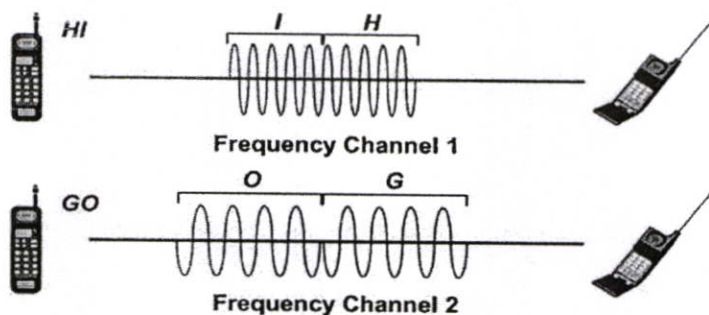 HI
I H
Frequency Channel 1
GO
O G
Frequency Channel 2